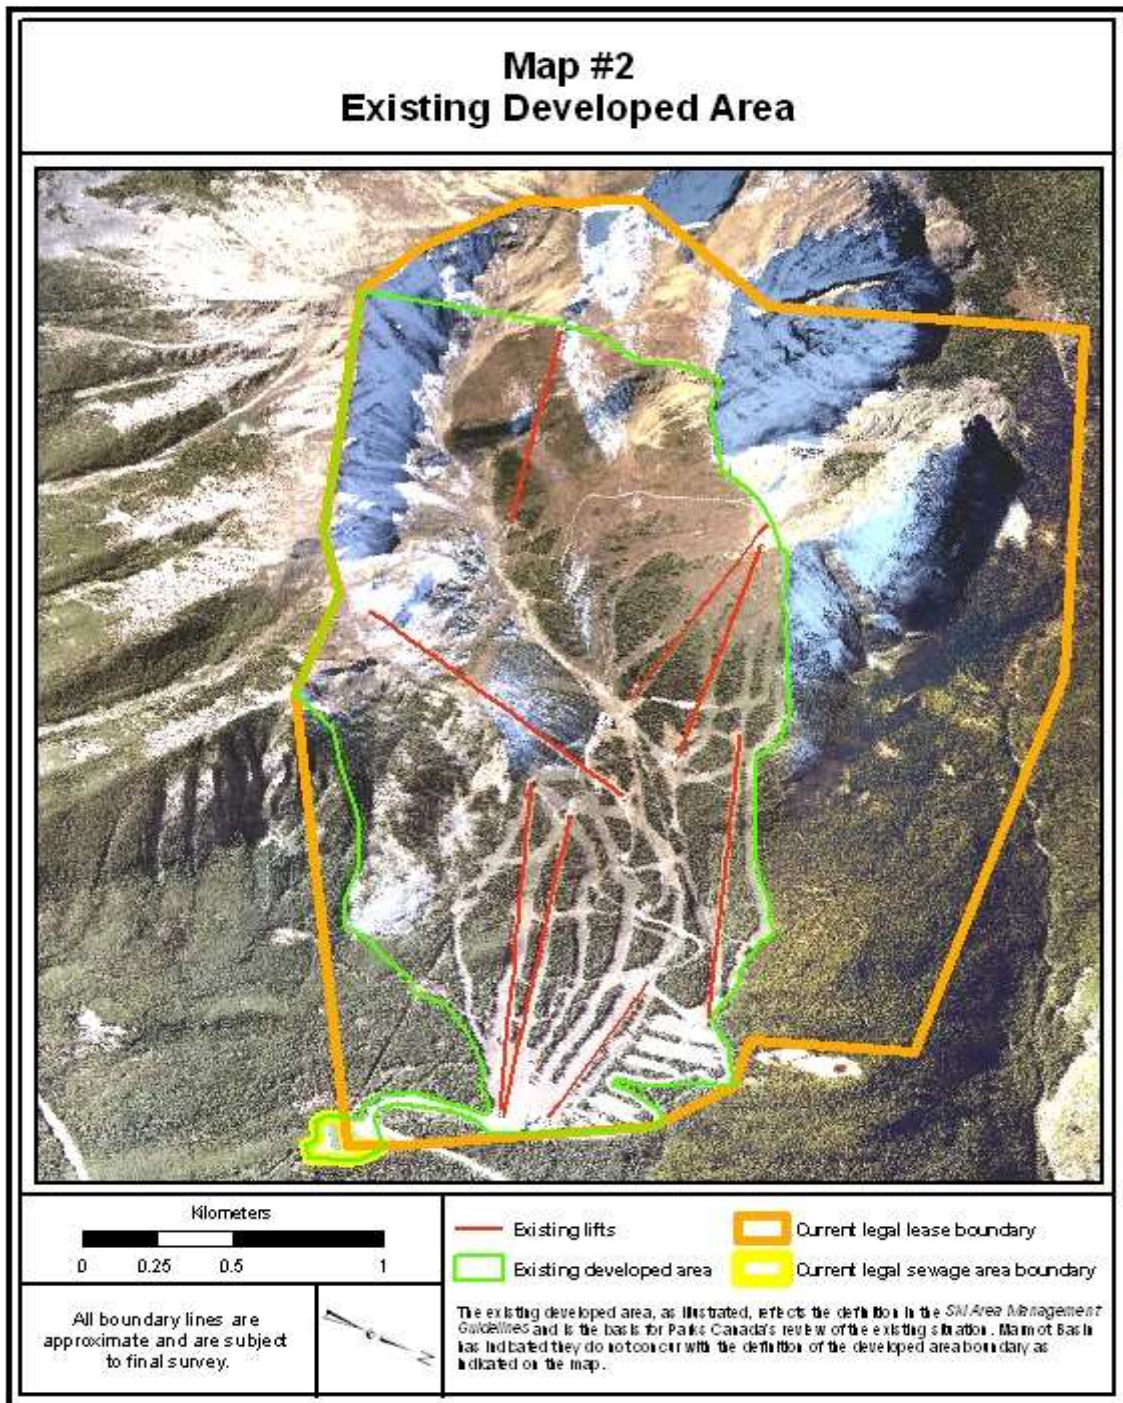 Map #2
Existing Developed Area
Kilometers
0 0.25 0.5 1
All boundary lines are
approximate and are subject
to final survey.
N
Existing lifts
Existing developed area
Current legal lease boundary
Current legal sewage area boundary
The existing developed area, as illustrated, reflects the definition in the Ski Area Management
Guidelines and is the basis for Parks Canada's review of the existing situation. Marmot Basin
has indicated they do not concur with the definition of the developed area boundary as
indicated on the map.